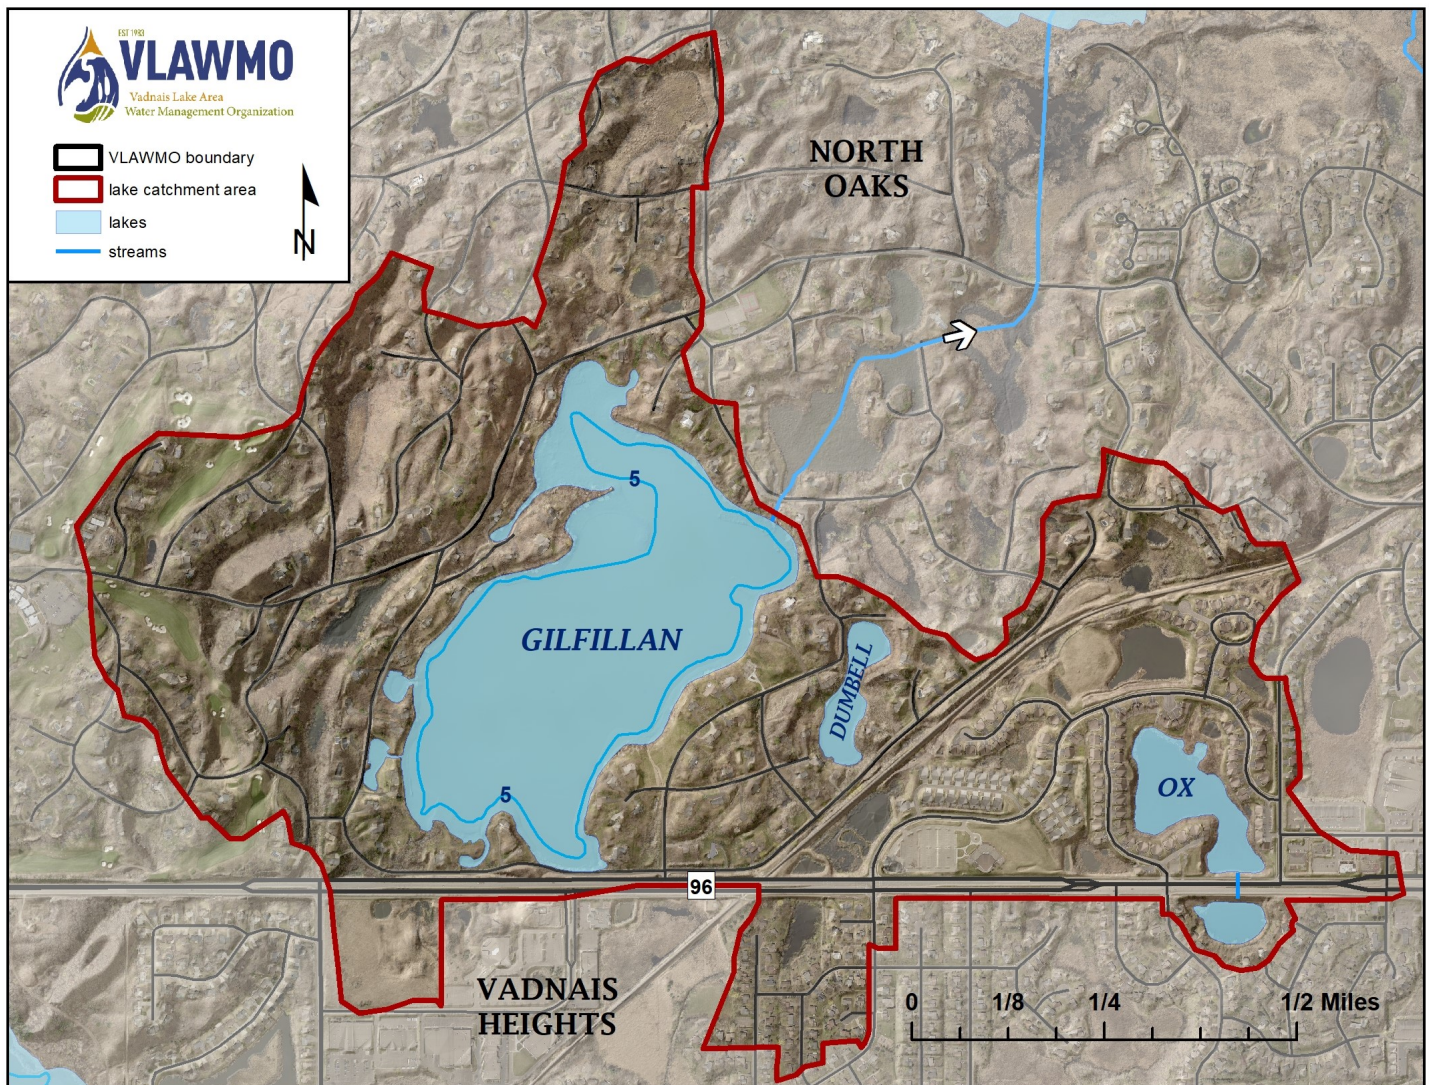 EST 1983
VLAWMO
Vadnais Lake Area
Water Management Organization
VLAWMO boundary
lake catchment area
lakes
streams
N
NORTH
OAKS
5
GILFILLAN
DUMBELL
OX
5
96
VADNAIS
HEIGHTS
0 1/8 1/4 1/2 Miles